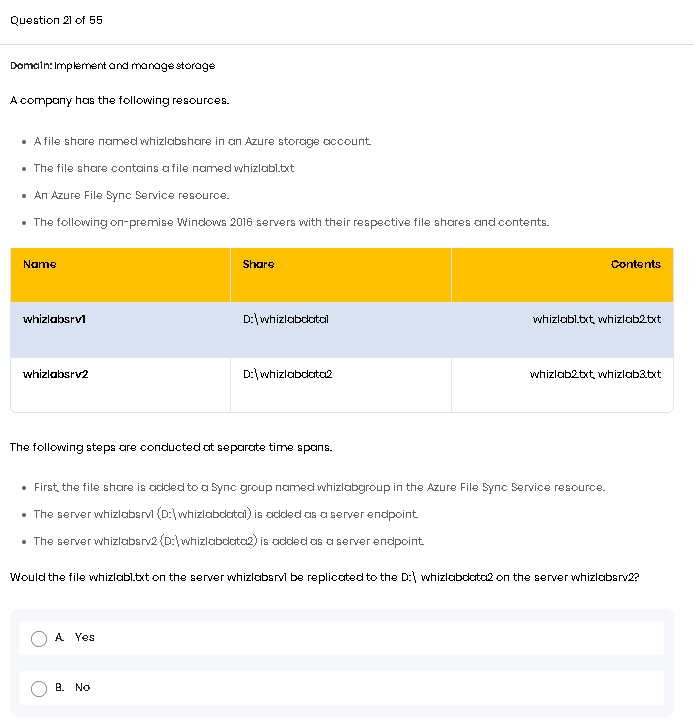 Question 21 of 55
Domain: Implement and manage storage
A company has the following resources.
• A file share named whizlabshare in an Azure storage account.
• The file share contains a file named whizlab1.txt
• An Azure File Sync Service resource.
• The following on-premise Windows 2016 servers with their respective file shares and contents.
Name Share Contents
whizlabsrv1 D:\whizlabdata1 whizlab1.txt, whizlab2.txt
whizlabsrv2 D:\whizlabdata2 whizlab2.txt, whizlab3.txt
The following steps are conducted at separate time spans.
• First, the file share is added to a Sync group named whizlabgroup in the Azure File Sync Service resource.
• The server whizlabsrv1 (D:\whizlabdata1) is added as a server endpoint.
• The server whizlabsrv2 (D:\whizlabdata2) is added as a server endpoint.
Would the file whizlab1.txt on the server whizlabsrv1 be replicated to the D:\ whizlabdata2 on the server whizlabsrv2?
A. Yes
B. No